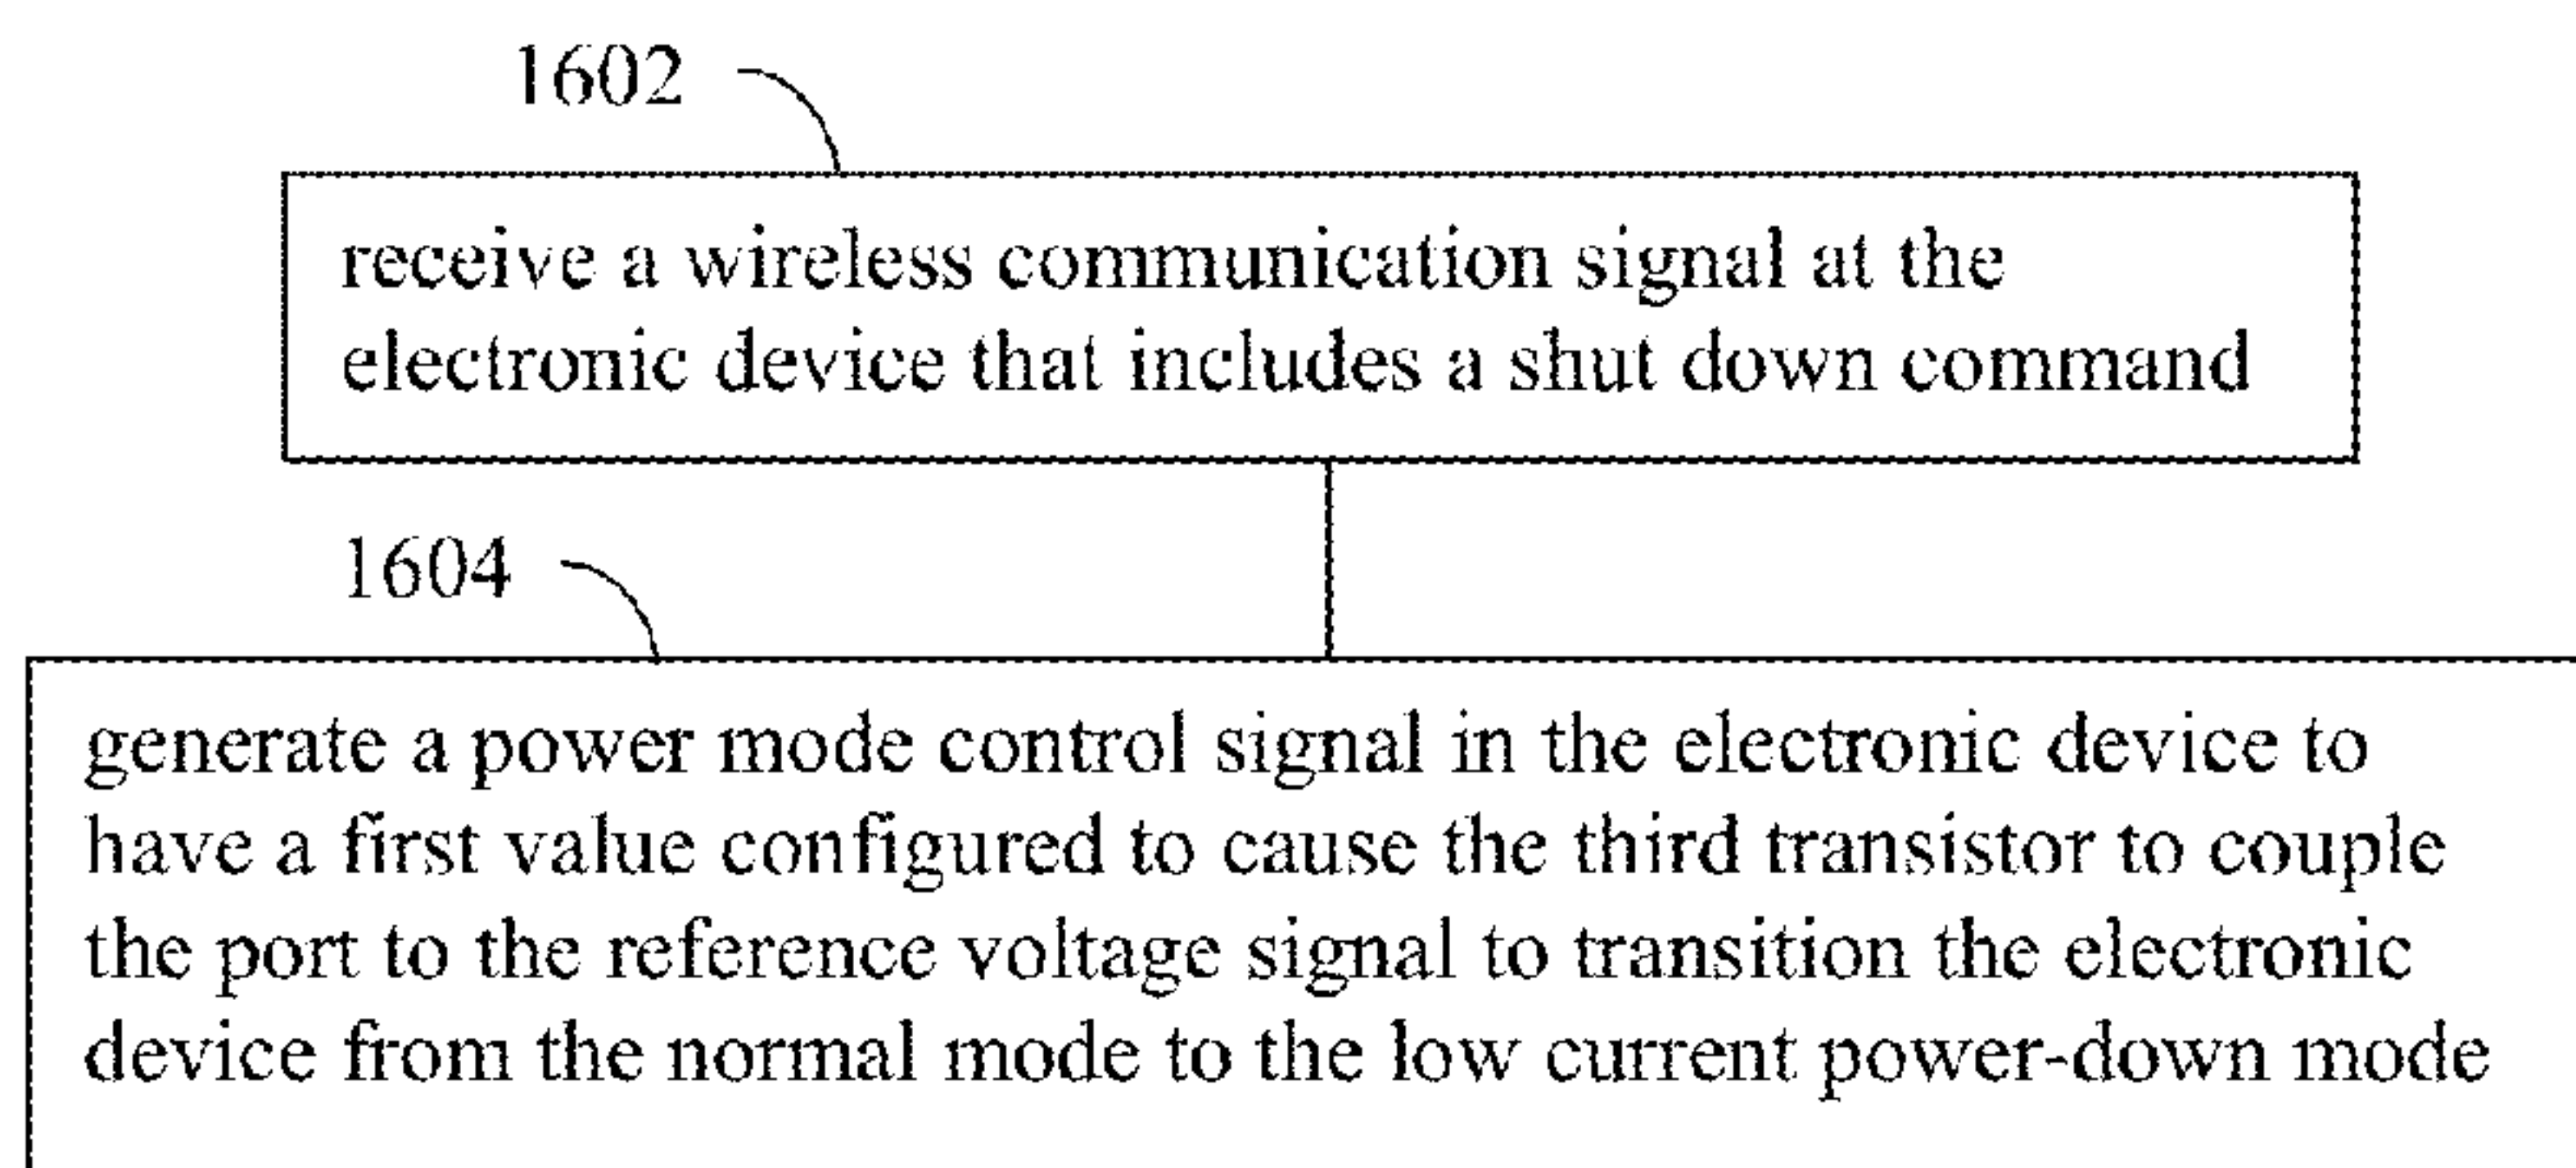 1602
receive a wireless communication signal at the
electronic device that includes a shut down command
1604
generate a power mode control signal in the electronic device to
have a first value configured to cause the third transistor to couple
the port to the reference voltage signal to transition the electronic
device from the normal mode to the low current power-down mode